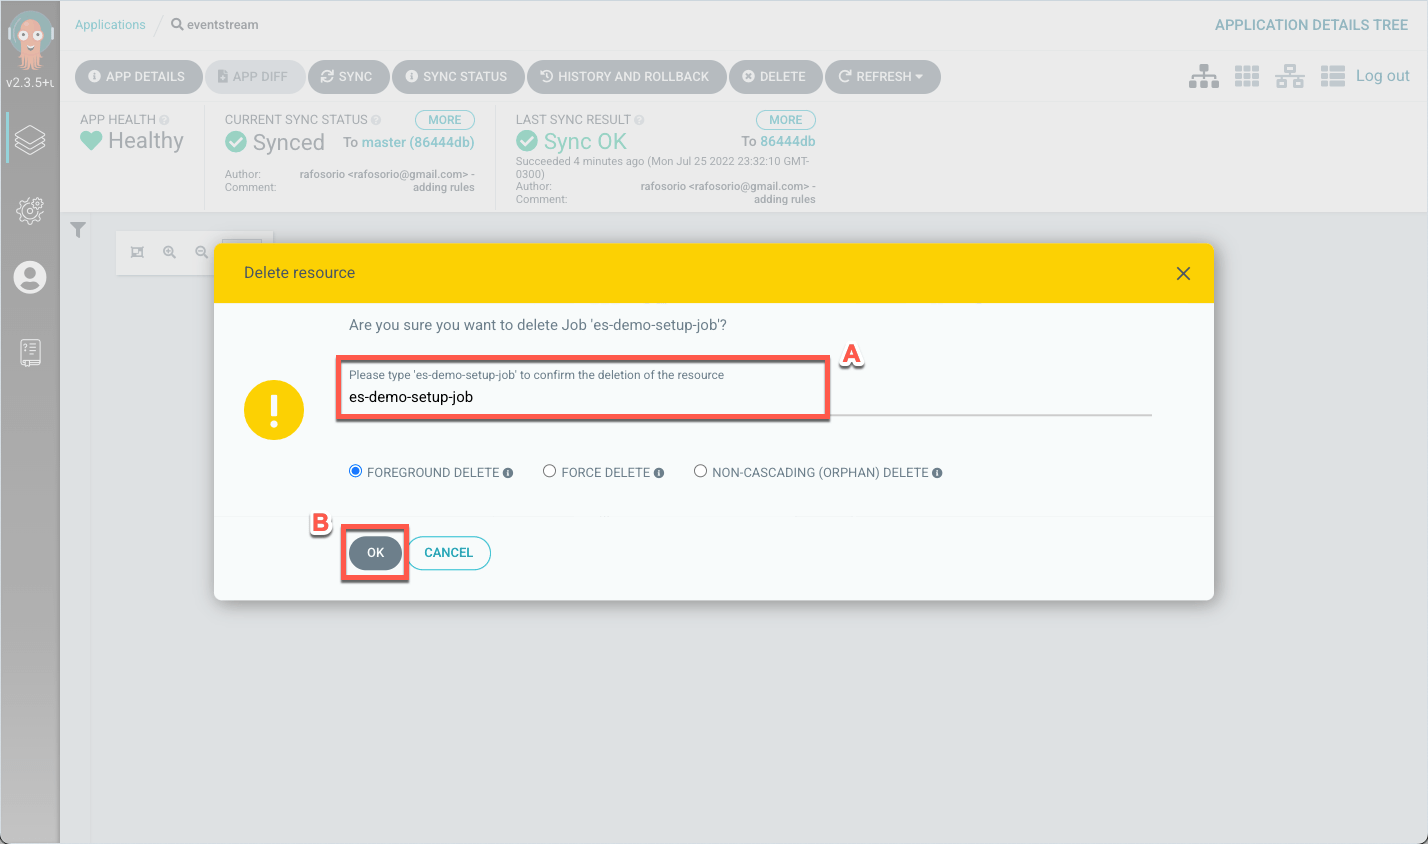 Applications / eventstream
APPLICATION DETAILS TREE
v2.3.5+u
APP DETAILS
APP DIFF
SYNC
SYNC STATUS
HISTORY AND ROLLBACK
DELETE
REFRESH
Log out
APP HEALTH
Healthy
CURRENT SYNC STATUS
MORE
Synced
To master (86444db)
Author: rafosorio <rafosorio@gmail.com> -
Comment: adding rules
LAST SYNC RESULT
MORE
Sync OK
To 86444db
Succeeded 4 minutes ago (Mon Jul 25 2022 23:32:10 GMT-
0300)
Author: rafosorio <rafosorio@gmail.com> -
Comment: adding rules
Delete resource
Are you sure you want to delete Job 'es-demo-setup-job'?
A
Please type 'es-demo-setup-job' to confirm the deletion of the resource
es-demo-setup-job
FOREGROUND DELETE
FORCE DELETE
NON-CASCADING (ORPHAN) DELETE
B
OK
CANCEL